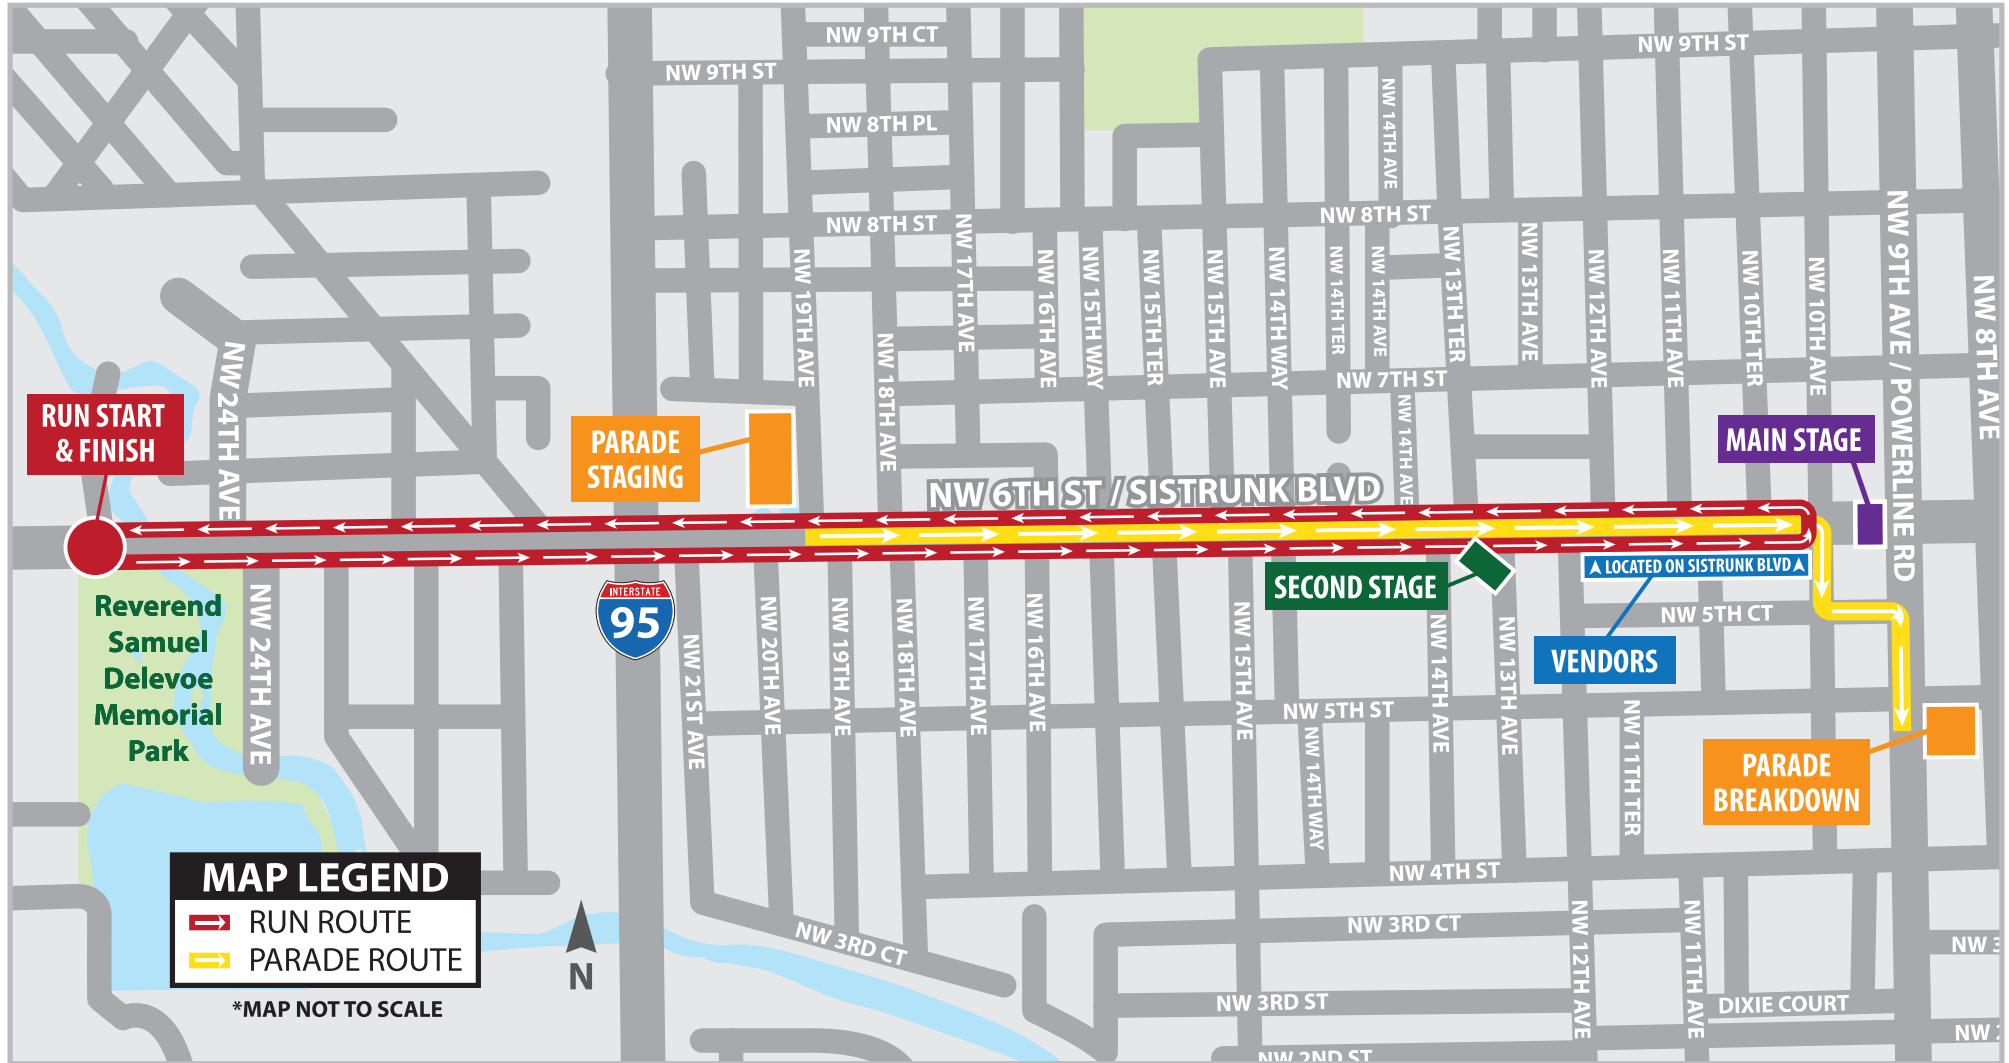 NW 9TH CT
NW 9TH ST
NW 9TH ST
NW 8TH PL
NW 14TH AVE
NW 8TH ST
NW 8TH ST
NW 17TH AVE
NW 19TH AVE
NW 16TH AVE
NW 15TH WAY
NW 15TH TER
NW 15TH AVE
NW 14TH WAY
NW 14TH TER
NW 14TH AVE
NW 13TH TER
NW 13TH AVE
NW 12TH AVE
NW 11TH AVE
NW 10TH TER
NW 10TH AVE
NW 9TH AVE / POWERLINE RD
NW 8TH AVE
NW 18TH AVE
NW 24TH AVE
NW 7TH ST
NW 14TH AVE
RUN START
& FINISH
PARADE
STAGING
MAIN STAGE
NW 6TH ST / SISTRUNK BLVD
SECOND STAGE
LOCATED ON SISTRUNK BLVD
VENDORS
NW 5TH CT
INTERSTATE
95
Reverend
Samuel
Delevoe
Memorial
Park
NW 24TH AVE
NW 21ST AVE
NW 20TH AVE
NW 19TH AVE
NW 18TH AVE
NW 17TH AVE
NW 16TH AVE
NW 15TH AVE
NW 14TH AVE
NW 13TH AVE
NW 5TH ST
NW 14TH WAY
NW 11TH TER
PARADE
BREAKDOWN
NW 4TH ST
NW 3RD CT
NW 3RD CT
NW 12TH AVE
NW 11TH AVE
NW 3
NW 3RD ST
DIXIE COURT
NW 2
NW 2ND ST
MAP LEGEND
RUN ROUTE
PARADE ROUTE
*MAP NOT TO SCALE
N